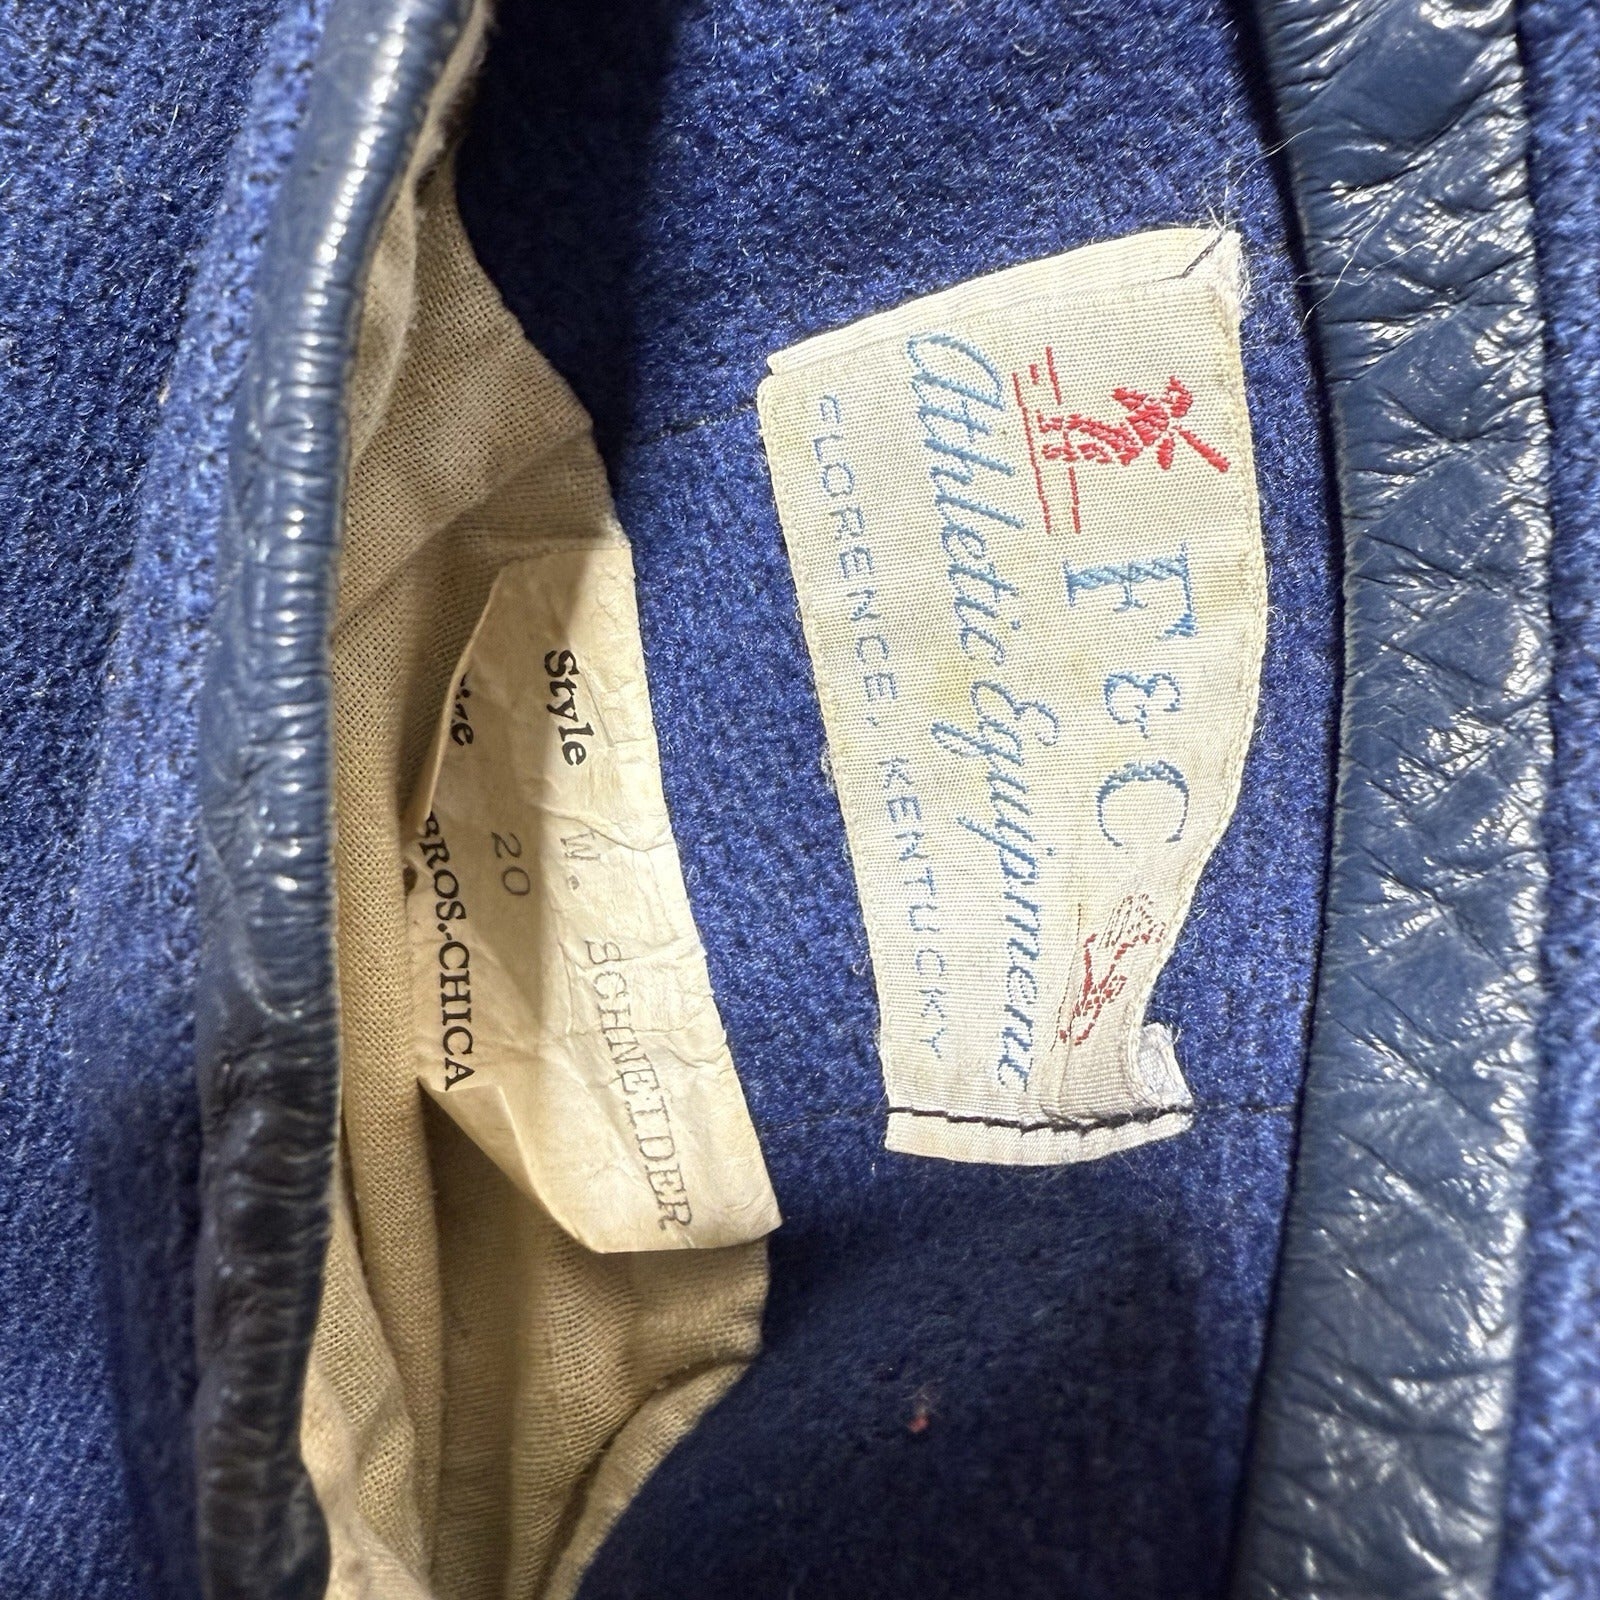 F & C
Athletic Equipment
FLORENCE, KENTUCKY
Style W. SCHNEIDER
20
BROS.-CHICA